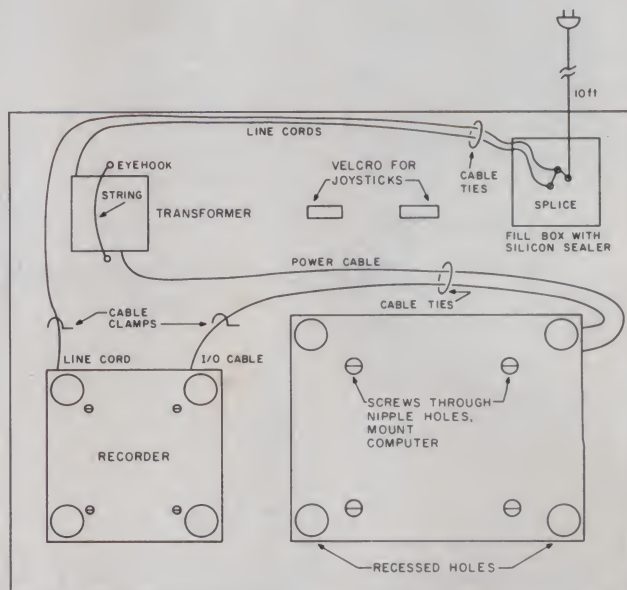 10ft
LINE CORDS
EYEHOOK
STRING
TRANSFORMER
VELCRO FOR
JOYSTICKS
CABLE
TIES
SPLICE
FILL BOX WITH
SILICON SEALER
POWER CABLE
CABLE TIES
CABLE
CLAMPS
LINE CORD
I/O CABLE
RECORDER
SCREWS THROUGH
NIPPLE HOLES,
MOUNT
COMPUTER
RECESSED HOLES